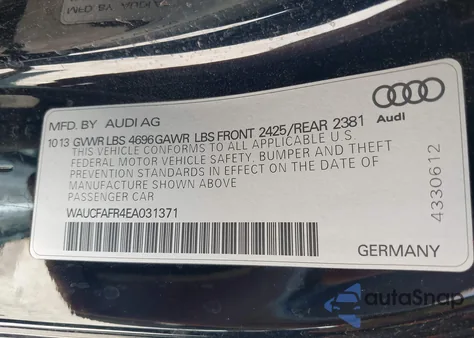 MFD. BY AUDI AG
Audi
1013 GVWR LBS 4696 GAWR LBS FRONT 2425/REAR 2381
THIS VEHICLE CONFORMS TO ALL APPLICABLE U.S.
FEDERAL MOTOR VEHICLE SAFETY, BUMPER AND THEFT
PREVENTION STANDARDS IN EFFECT ON THE DATE OF
MANUFACTURE SHOWN ABOVE
PASSENGER CAR
WAUCFAFR4EA031371
4330612
GERMANY
autoSnap